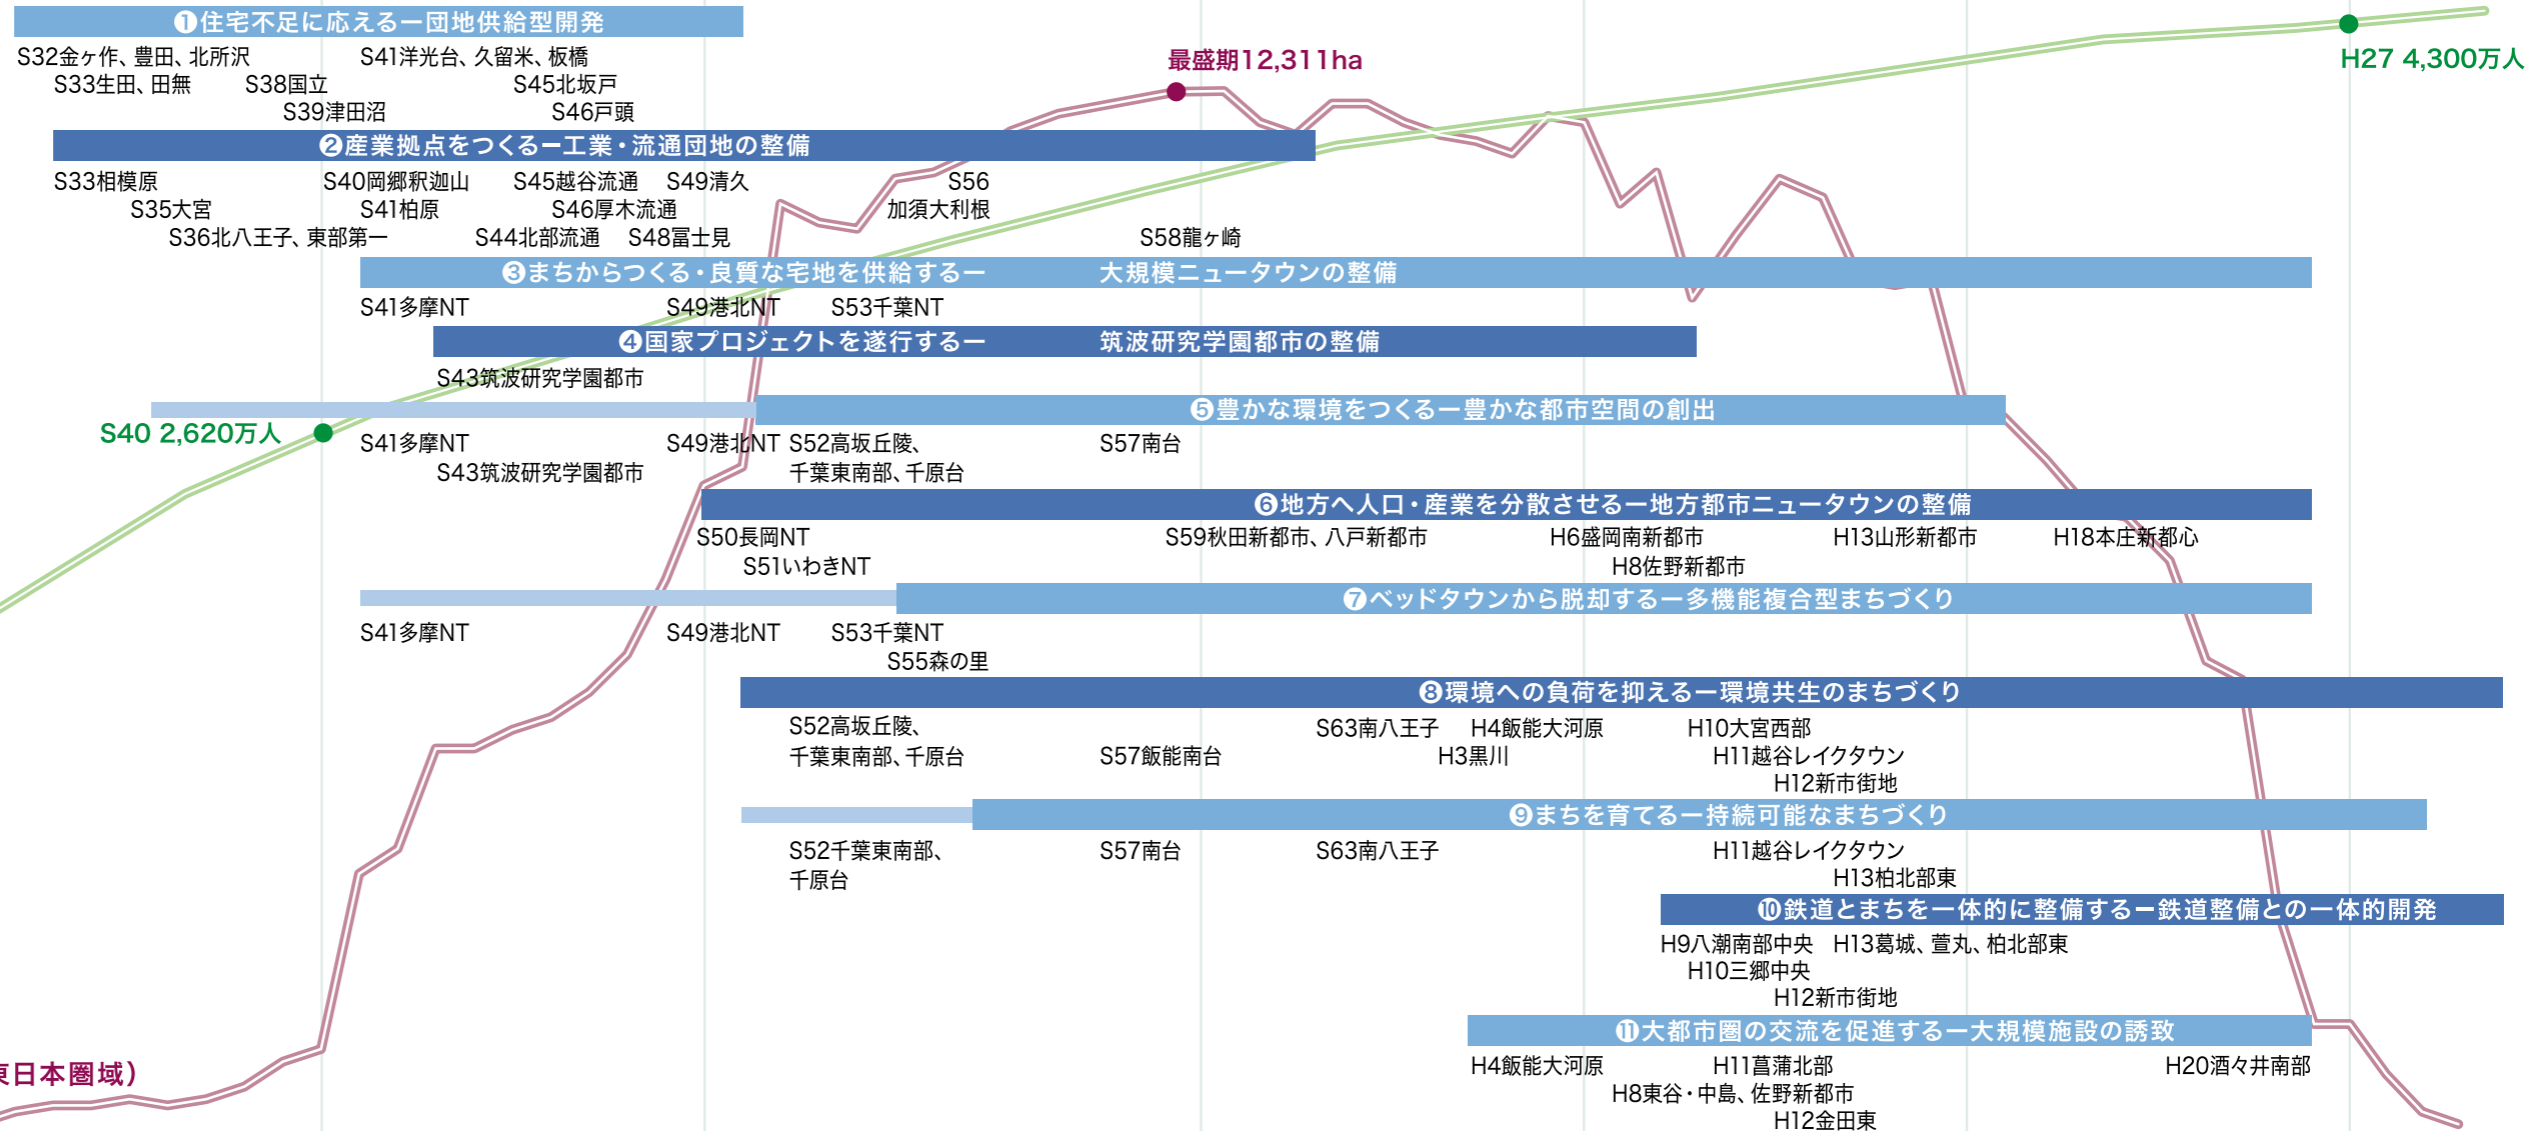 ❶住宅不足に応えるー団地供給型開発
S32金ヶ作、豊田、北所沢
S41洋光台、久留米、板橋
S33生田、田無
S38国立
S45北坂戸
S39津田沼
S46戸頭
最盛期12,311ha
H27 4,300万人
❷産業拠点をつくるー工業・流通団地の整備
S33相模原
S40岡郷釈迦山
S45越谷流通
S49清久
S56
加須大利根
S35大宮
S41柏原
S46厚木流通
S36北八王子、東部第一
S44北部流通
S48冨士見
S58龍ヶ崎
❸まちからつくる・良質な宅地を供給するー 大規模ニュータウンの整備
S41多摩NT
S49港北NT
S53千葉NT
❹国家プロジェクトを遂行するー 筑波研究学園都市の整備
S43筑波研究学園都市
❺豊かな環境をつくるー豊かな都市空間の創出
S40 2,620万人
S41多摩NT
S49港北NT
S52高坂丘陵、
千葉東南部、千原台
S57南台
S43筑波研究学園都市
❻地方へ人口・産業を分散させるー地方都市ニュータウンの整備
S50長岡NT
S59秋田新都市、八戸新都市
H6盛岡南新都市
H13山形新都市
H18本庄新都心
S51いわきNT
H8佐野新都市
❼ベッドタウンから脱却するー多機能複合型まちづくり
S41多摩NT
S49港北NT
S53千葉NT
S55森の里
❽環境への負荷を抑えるー環境共生のまちづくり
S52高坂丘陵、
千葉東南部、千原台
S57飯能南台
S63南八王子
H4飯能大河原
H10大宮西部
H3黒川
H11越谷レイクタウン
H12新市街地
❾まちを育てるー持続可能なまちづくり
S52千葉東南部、
千原台
S57南台
S63南八王子
H11越谷レイクタウン
H13柏北部東
❿鉄道とまちを一体的に整備するー鉄道整備との一体的開発
H9八潮南部中央
H13葛城、萱丸、柏北部東
H10三郷中央
H12新市街地
⓫大都市圏の交流を促進するー大規模施設の誘致
東日本圏域）
H4飯能大河原
H11菖蒲北部
H20酒々井南部
H8東谷・中島、佐野新都市
H12金田東